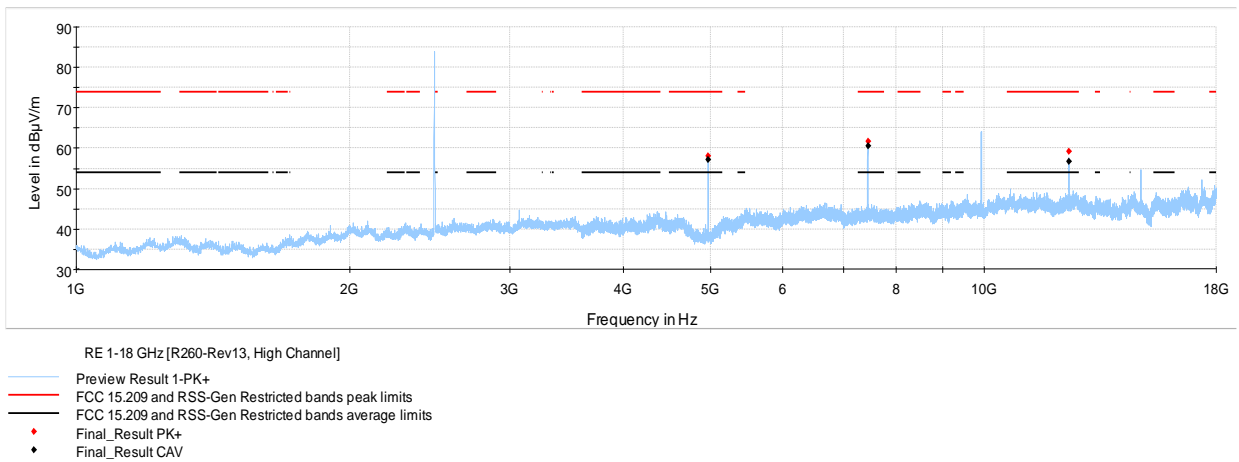 90
80
70
60
50
40
30
Level in dBµV/m
1G
2G
3G
4G
5G
6
8
10G
18G
Frequency in Hz
RE 1-18 GHz [R260-Rev13, High Channel]
Preview Result 1-PK+
FCC 15.209 and RSS-Gen Restricted bands peak limits
FCC 15.209 and RSS-Gen Restricted bands average limits
Final_Result PK+
Final_Result CAV